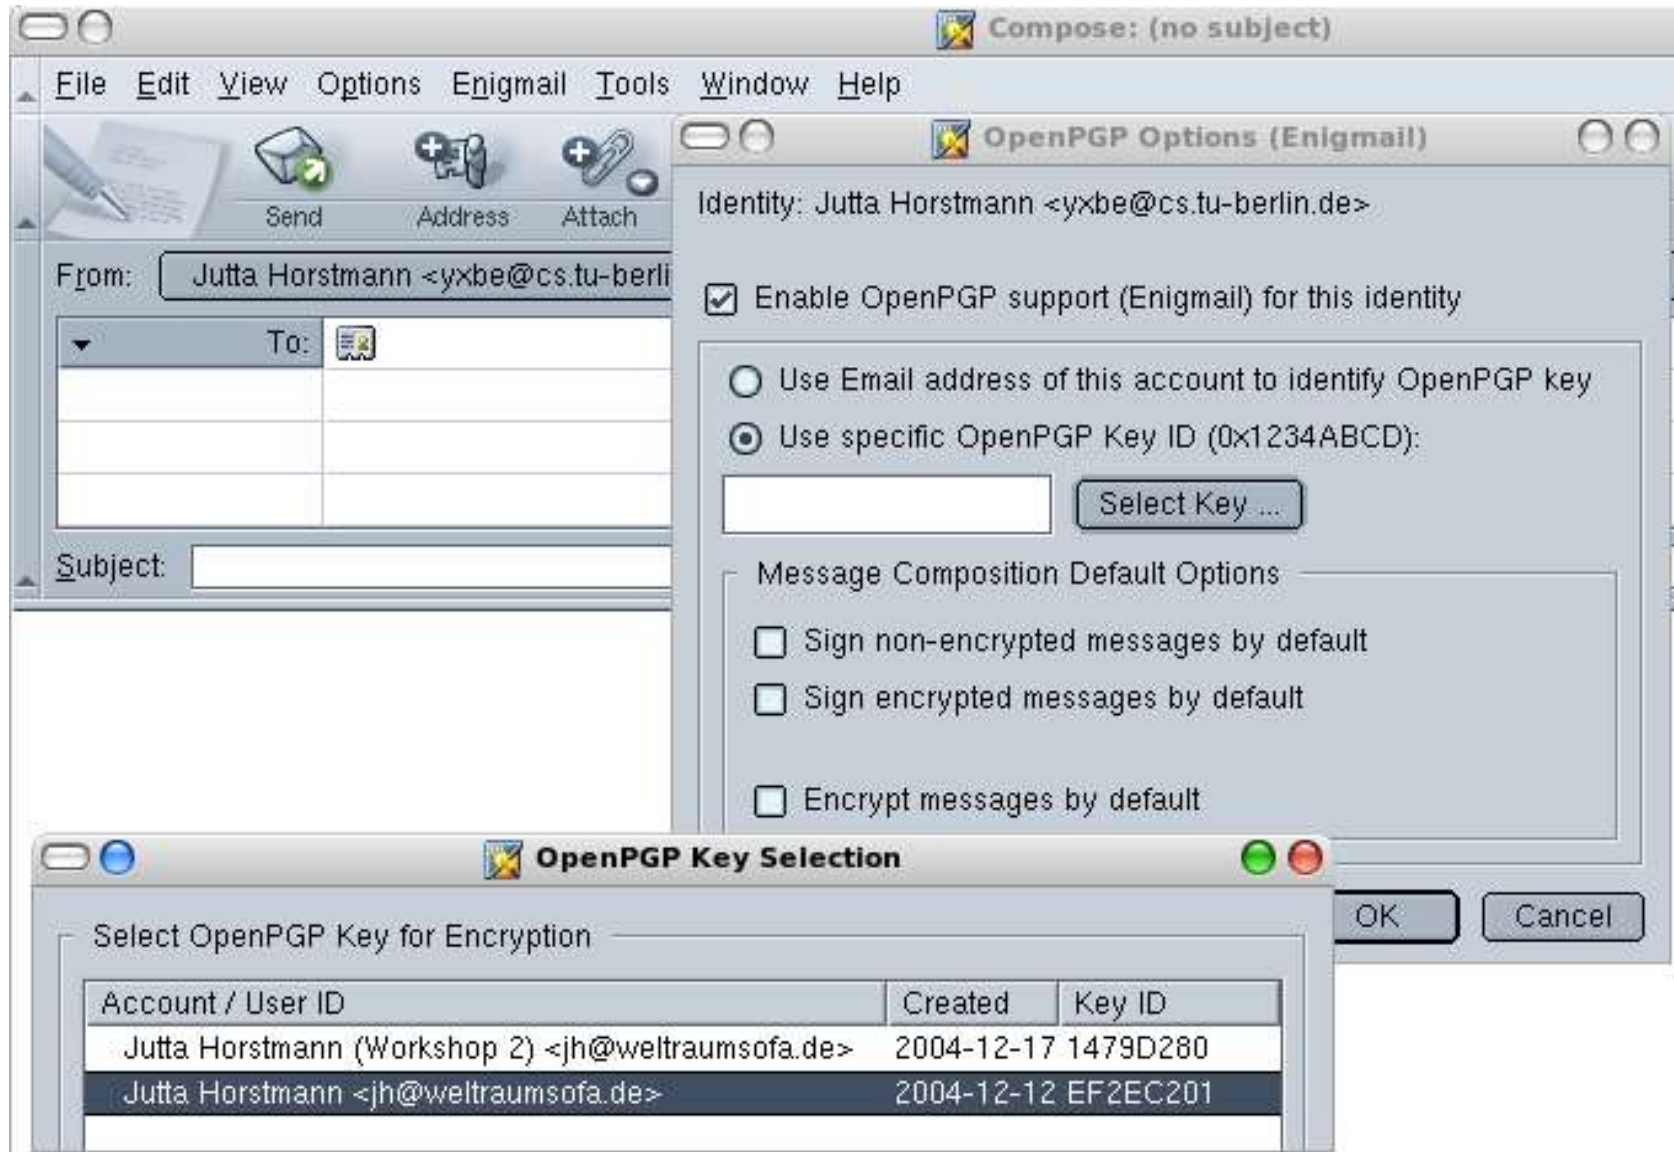 Compose: (no subject)
File Edit View Options Enigmail Tools Window Help
Send Address Attach
From: Jutta Horstmann <yxbe@cs.tu-berli
To:
Subject:
OpenPGP Options (Enigmail)
Identity: Jutta Horstmann <yxbe@cs.tu-berlin.de>
Enable OpenPGP support (Enigmail) for this identity
Use Email address of this account to identify OpenPGP key
Use specific OpenPGP Key ID (0x1234ABCD):
Select Key ...
Message Composition Default Options
Sign non-encrypted messages by default
Sign encrypted messages by default
Encrypt messages by default
OK Cancel
OpenPGP Key Selection
Select OpenPGP Key for Encryption
Account / User ID Created Key ID
Jutta Horstmann (Workshop 2) <jh@weltraumsofa.de> 2004-12-17 1479D280
Jutta Horstmann <jh@weltraumsofa.de> 2004-12-12 EF2EC201